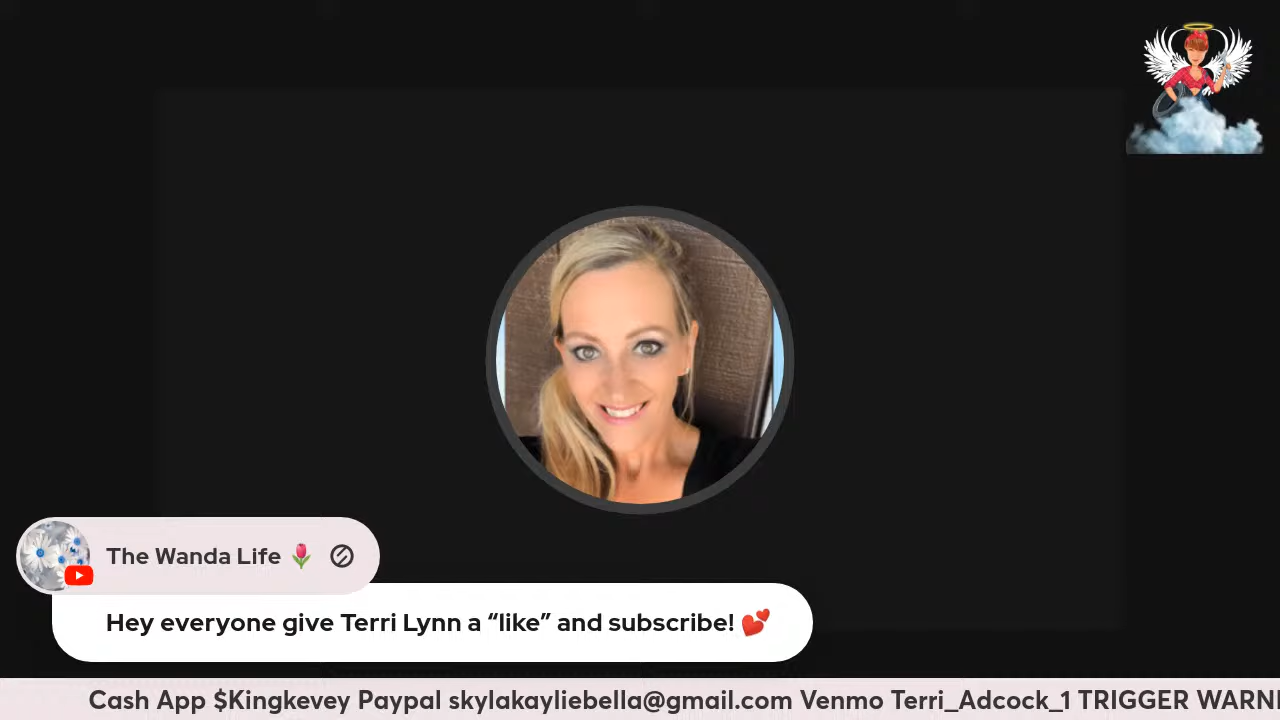 The Wanda Life 🌷
Hey everyone give Terri Lynn a “like” and subscribe! 💕
Cash App $Kingkevey Paypal skylakayliebella@gmail.com Venmo Terri_Adcock_1 TRIGGER WARN